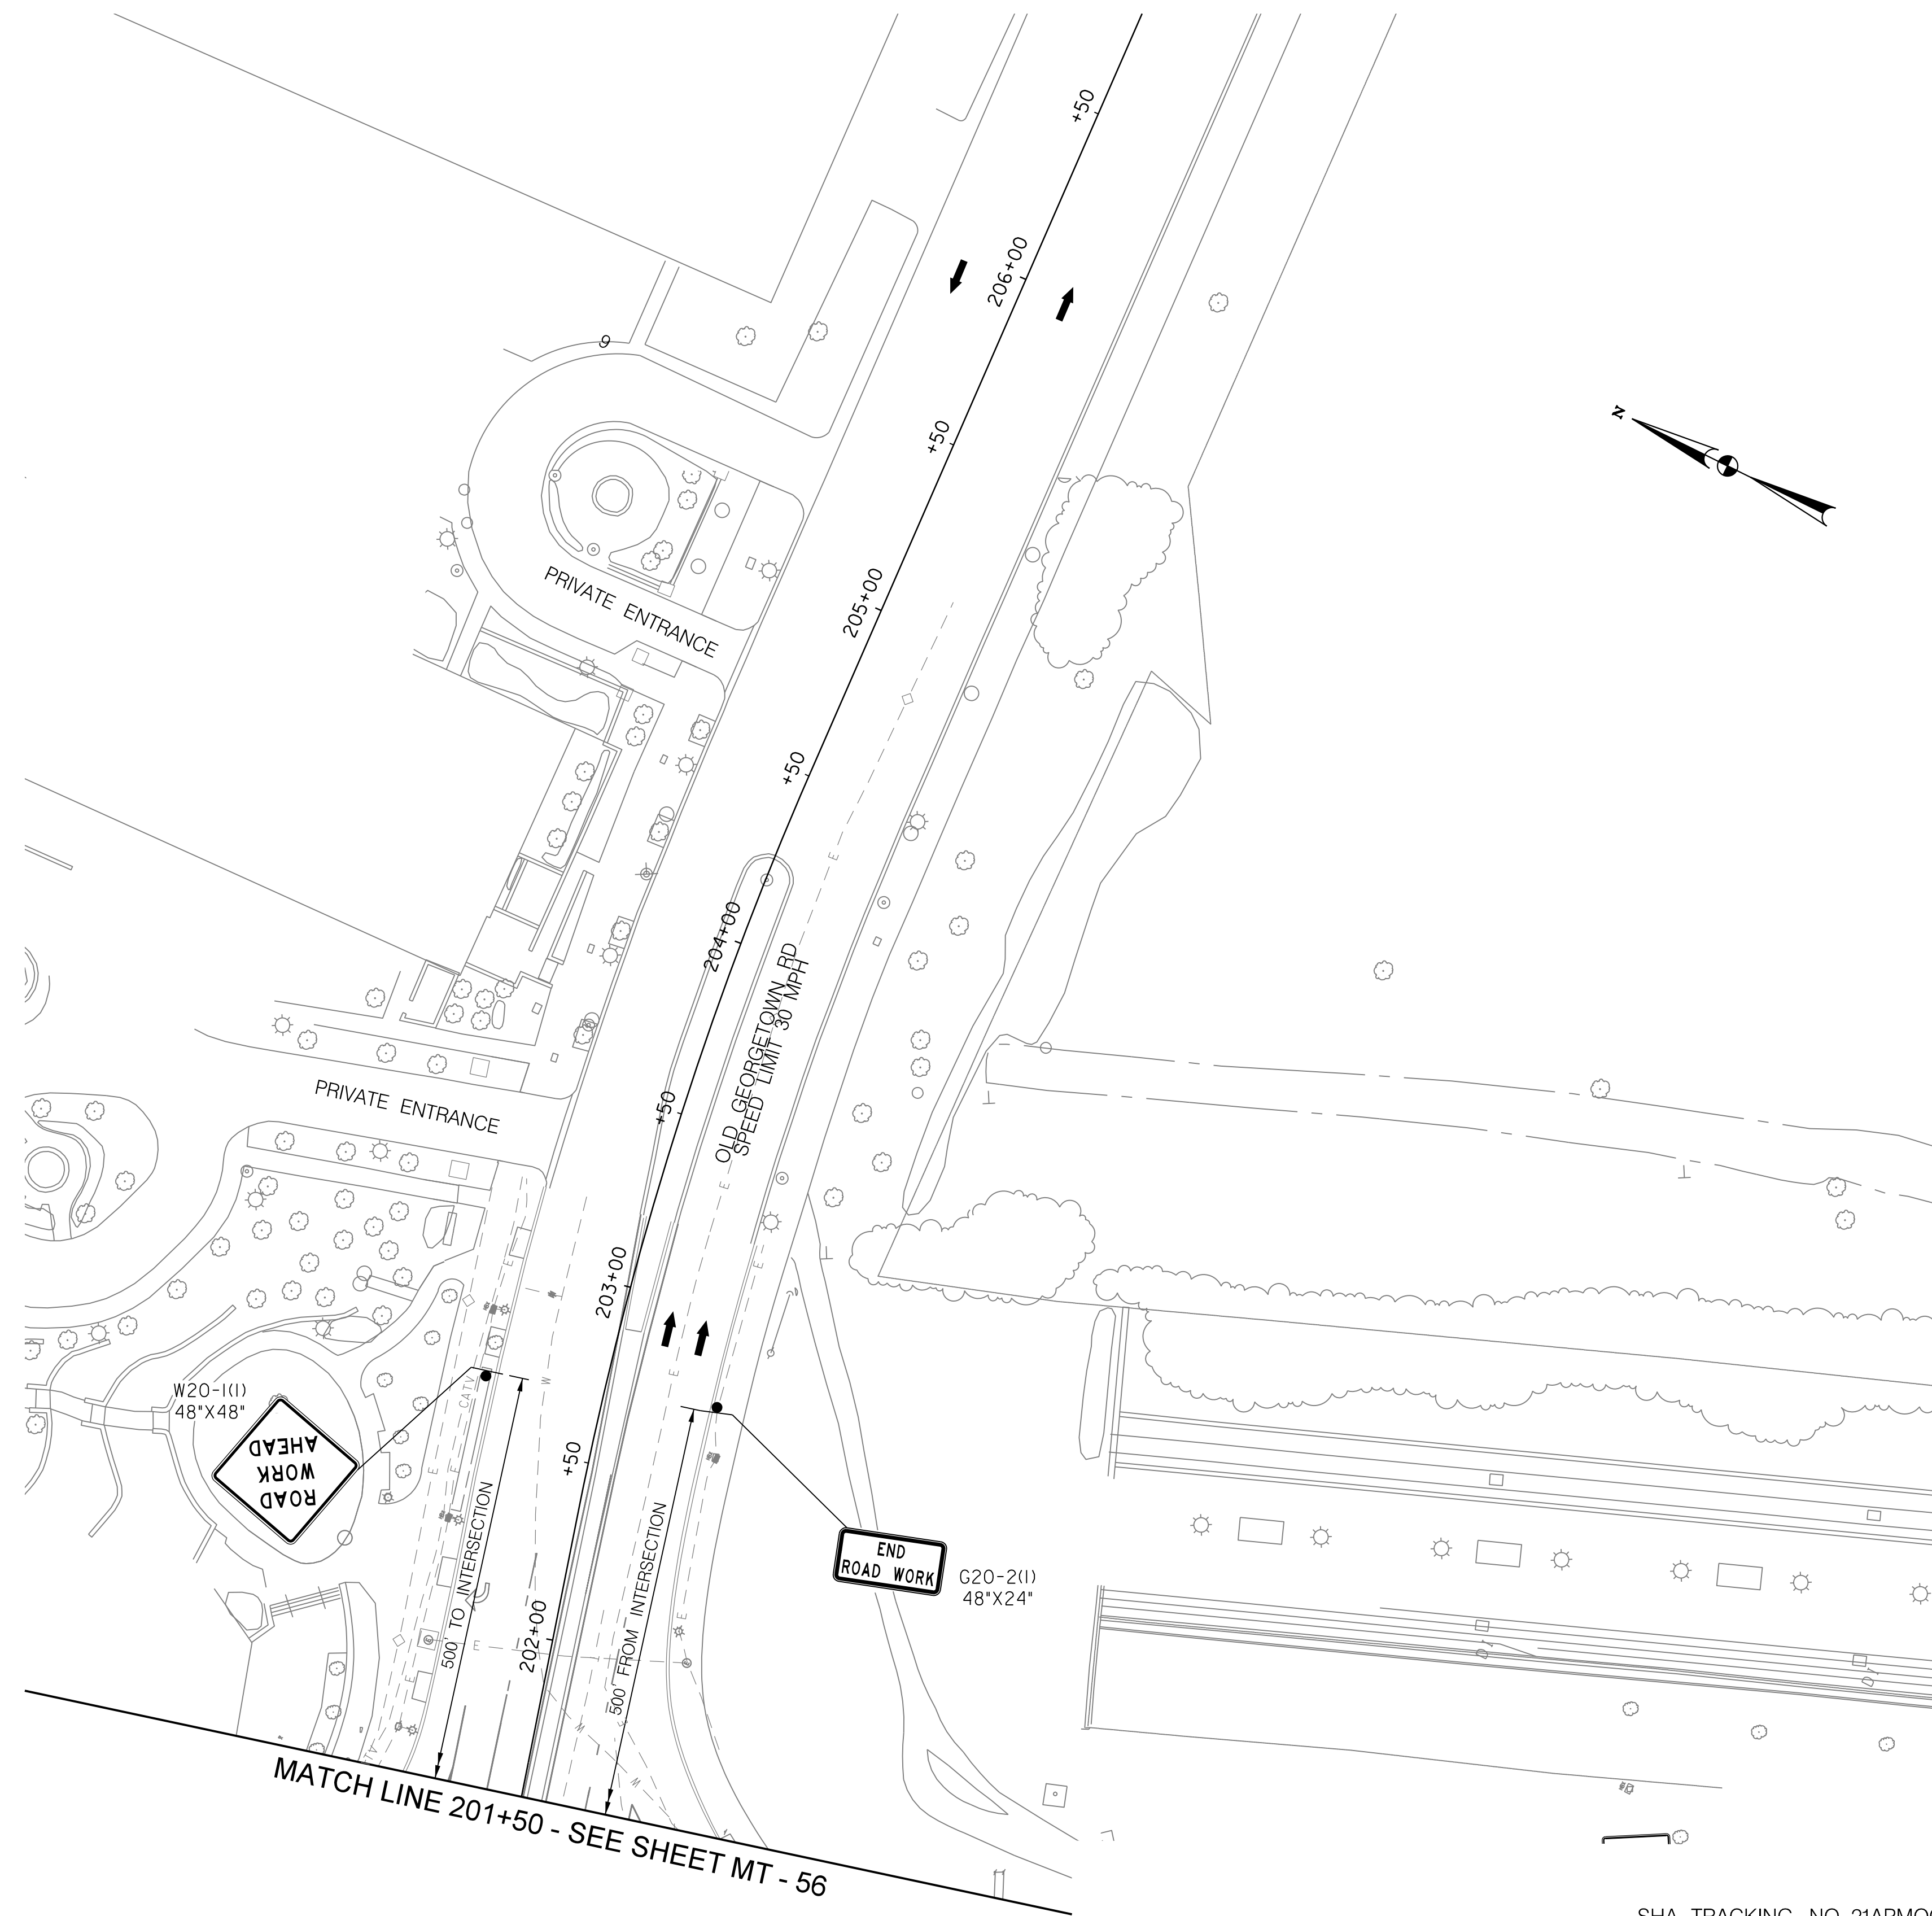 +50
206+00
N
9
+50
PRIVATE ENTRANCE
205+00
+50
204+00
OLD GEORGETOWN RD
SPEED LIMIT 30 MPH
PRIVATE ENTRANCE
+50
E
E
E
203+00
W20-1(1)
48"X48"
ROAD
WORK
AHEAD
CATV
W
E
E
E
+50
500' TO INTERSECTION
500' FROM INTERSECTION
END
ROAD WORK
G20-2(1)
48"X24"
202+00
E
E
E
MATCH LINE 201+50 - SEE SHEET MT - 56